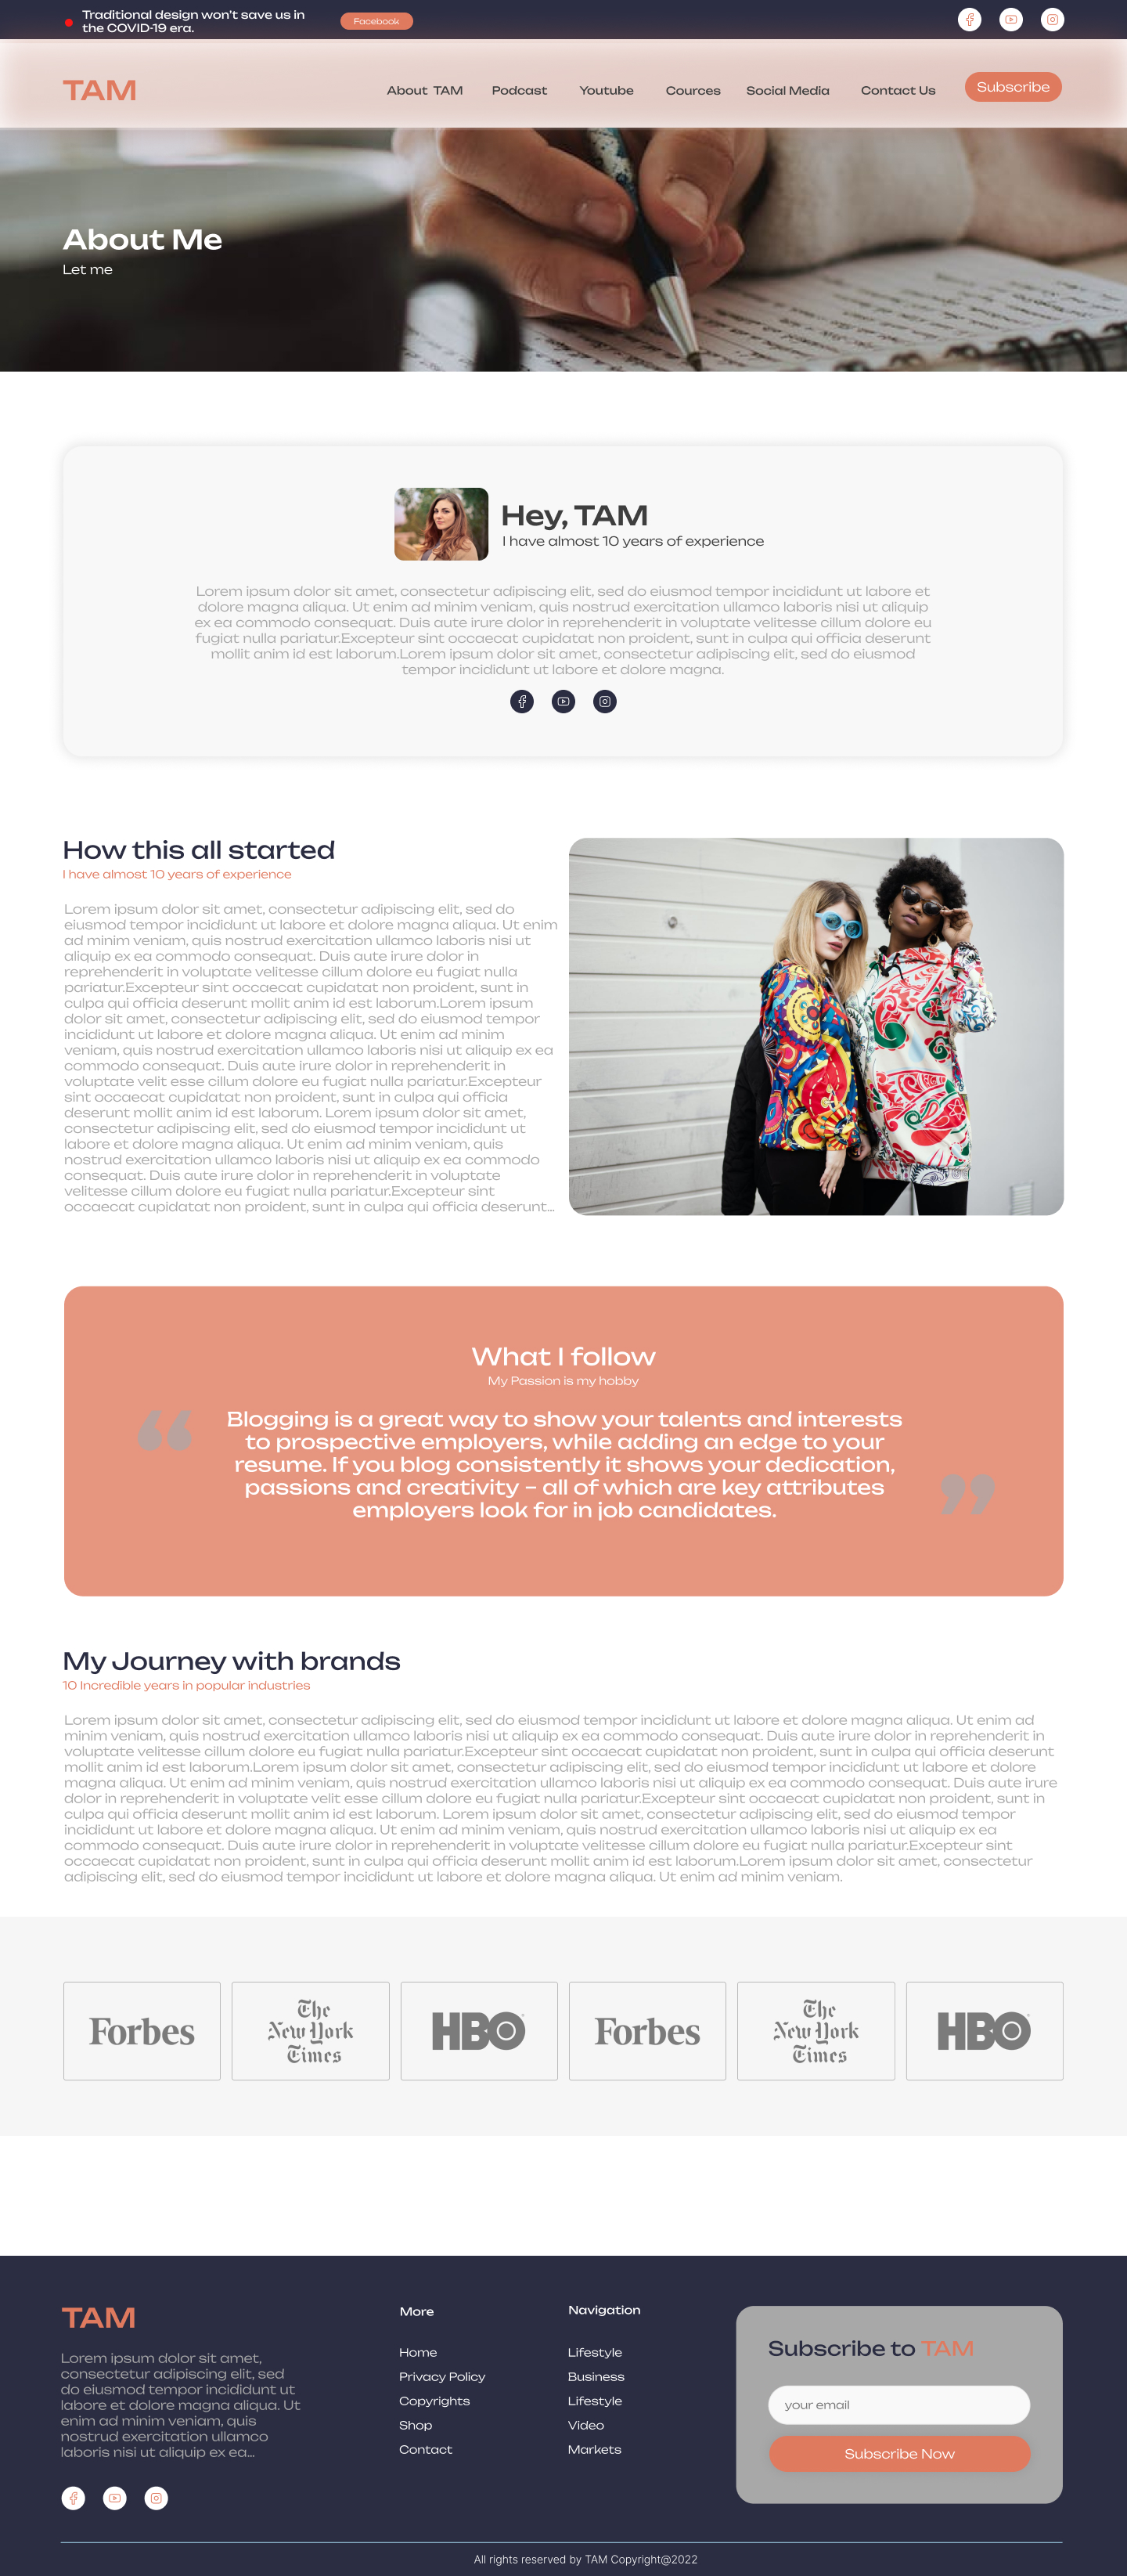 Traditional design won't save us in
the COVID-19 era.
Facebook
TAM
About TAM
Podcast
Youtube
Cources
Social Media
Contact Us
Subscribe
About Me
Let me
Hey, TAM
I have almost 10 years of experience
Lorem ipsum dolor sit amet, consectetur adipiscing elit, sed do eiusmod tempor incididunt ut labore et
dolore magna aliqua. Ut enim ad minim veniam, quis nostrud exercitation ullamco laboris nisi ut aliquip
ex ea commodo consequat. Duis aute irure dolor in reprehenderit in voluptate velitesse cillum dolore eu
fugiat nulla pariatur.Excepteur sint occaecat cupidatat non proident, sunt in culpa qui officia deserunt
mollit anim id est laborum.Lorem ipsum dolor sit amet, consectetur adipiscing elit, sed do eiusmod
tempor incididunt ut labore et dolore magna.
How this all started
I have almost 10 years of experience
Lorem ipsum dolor sit amet, consectetur adipiscing elit, sed do
eiusmod tempor incididunt ut labore et dolore magna aliqua. Ut enim
ad minim veniam, quis nostrud exercitation ullamco laboris nisi ut
aliquip ex ea commodo consequat. Duis aute irure dolor in
reprehenderit in voluptate velitesse cillum dolore eu fugiat nulla
pariatur.Excepteur sint occaecat cupidatat non proident, sunt in
culpa qui officia deserunt mollit anim id est laborum.Lorem ipsum
dolor sit amet, consectetur adipiscing elit, sed do eiusmod tempor
incididunt ut labore et dolore magna aliqua. Ut enim ad minim
veniam, quis nostrud exercitation ullamco laboris nisi ut aliquip ex ea
commodo consequat. Duis aute irure dolor in reprehenderit in
voluptate velit esse cillum dolore eu fugiat nulla pariatur.Excepteur
sint occaecat cupidatat non proident, sunt in culpa qui officia
deserunt mollit anim id est laborum. Lorem ipsum dolor sit amet,
consectetur adipiscing elit, sed do eiusmod tempor incididunt ut
labore et dolore magna aliqua. Ut enim ad minim veniam, quis
nostrud exercitation ullamco laboris nisi ut aliquip ex ea commodo
consequat. Duis aute irure dolor in reprehenderit in voluptate
velitesse cillum dolore eu fugiat nulla pariatur.Excepteur sint
occaecat cupidatat non proident, sunt in culpa qui officia deserunt...
What I follow
My Passion is my hobby
“
Blogging is a great way to show your talents and interests
to prospective employers, while adding an edge to your
resume. If you blog consistently it shows your dedication,
passions and creativity – all of which are key attributes
employers look for in job candidates.
”
My Journey with brands
10 Incredible years in popular industries
Lorem ipsum dolor sit amet, consectetur adipiscing elit, sed do eiusmod tempor incididunt ut labore et dolore magna aliqua. Ut enim ad
minim veniam, quis nostrud exercitation ullamco laboris nisi ut aliquip ex ea commodo consequat. Duis aute irure dolor in reprehenderit in
voluptate velitesse cillum dolore eu fugiat nulla pariatur.Excepteur sint occaecat cupidatat non proident, sunt in culpa qui officia deserunt
mollit anim id est laborum.Lorem ipsum dolor sit amet, consectetur adipiscing elit, sed do eiusmod tempor incididunt ut labore et dolore
magna aliqua. Ut enim ad minim veniam, quis nostrud exercitation ullamco laboris nisi ut aliquip ex ea commodo consequat. Duis aute irure
dolor in reprehenderit in voluptate velit esse cillum dolore eu fugiat nulla pariatur.Excepteur sint occaecat cupidatat non proident, sunt in
culpa qui officia deserunt mollit anim id est laborum. Lorem ipsum dolor sit amet, consectetur adipiscing elit, sed do eiusmod tempor
incididunt ut labore et dolore magna aliqua. Ut enim ad minim veniam, quis nostrud exercitation ullamco laboris nisi ut aliquip ex ea
commodo consequat. Duis aute irure dolor in reprehenderit in voluptate velitesse cillum dolore eu fugiat nulla pariatur.Excepteur sint
occaecat cupidatat non proident, sunt in culpa qui officia deserunt mollit anim id est laborum.Lorem ipsum dolor sit amet, consectetur
adipiscing elit, sed do eiusmod tempor incididunt ut labore et dolore magna aliqua. Ut enim ad minim veniam.
Forbes
The
New York
Times
HBO
Forbes
The
New York
Times
HBO
TAM
Lorem ipsum dolor sit amet,
consectetur adipiscing elit, sed
do eiusmod tempor incididunt ut
labore et dolore magna aliqua. Ut
enim ad minim veniam, quis
nostrud exercitation ullamco
laboris nisi ut aliquip ex ea...
More
Home
Privacy Policy
Copyrights
Shop
Contact
Navigation
Lifestyle
Business
Lifestyle
Video
Markets
Subscribe to TAM
your email
Subscribe Now
All rights reserved by TAM Copyright@2022